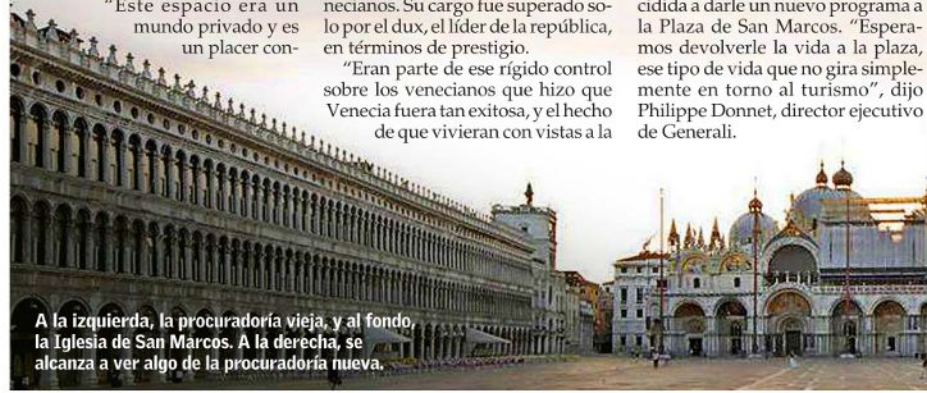 "Este espacio era un
mundo privado y es
un placer con-
necianos. Su cargo fue superado so-
lo por el dux, el líder de la república,
en términos de prestigio.
"Eran parte de ese rígido control
sobre los venecianos que hizo que
Venecia fuera tan exitosa, y el hecho
de que vivieran con vistas a la
cidida a darle un nuevo programa a
la Plaza de San Marcos. "Espera-
mos devolverle la vida a la plaza,
ese tipo de vida que no gira simple-
mente en torno al turismo", dijo
Philippe Donnet, director ejecutivo
de Generali.
A la izquierda, la procuradoría vieja, y al fondo,
la Iglesia de San Marcos. A la derecha, se
alcanza a ver algo de la procuradoría nueva.